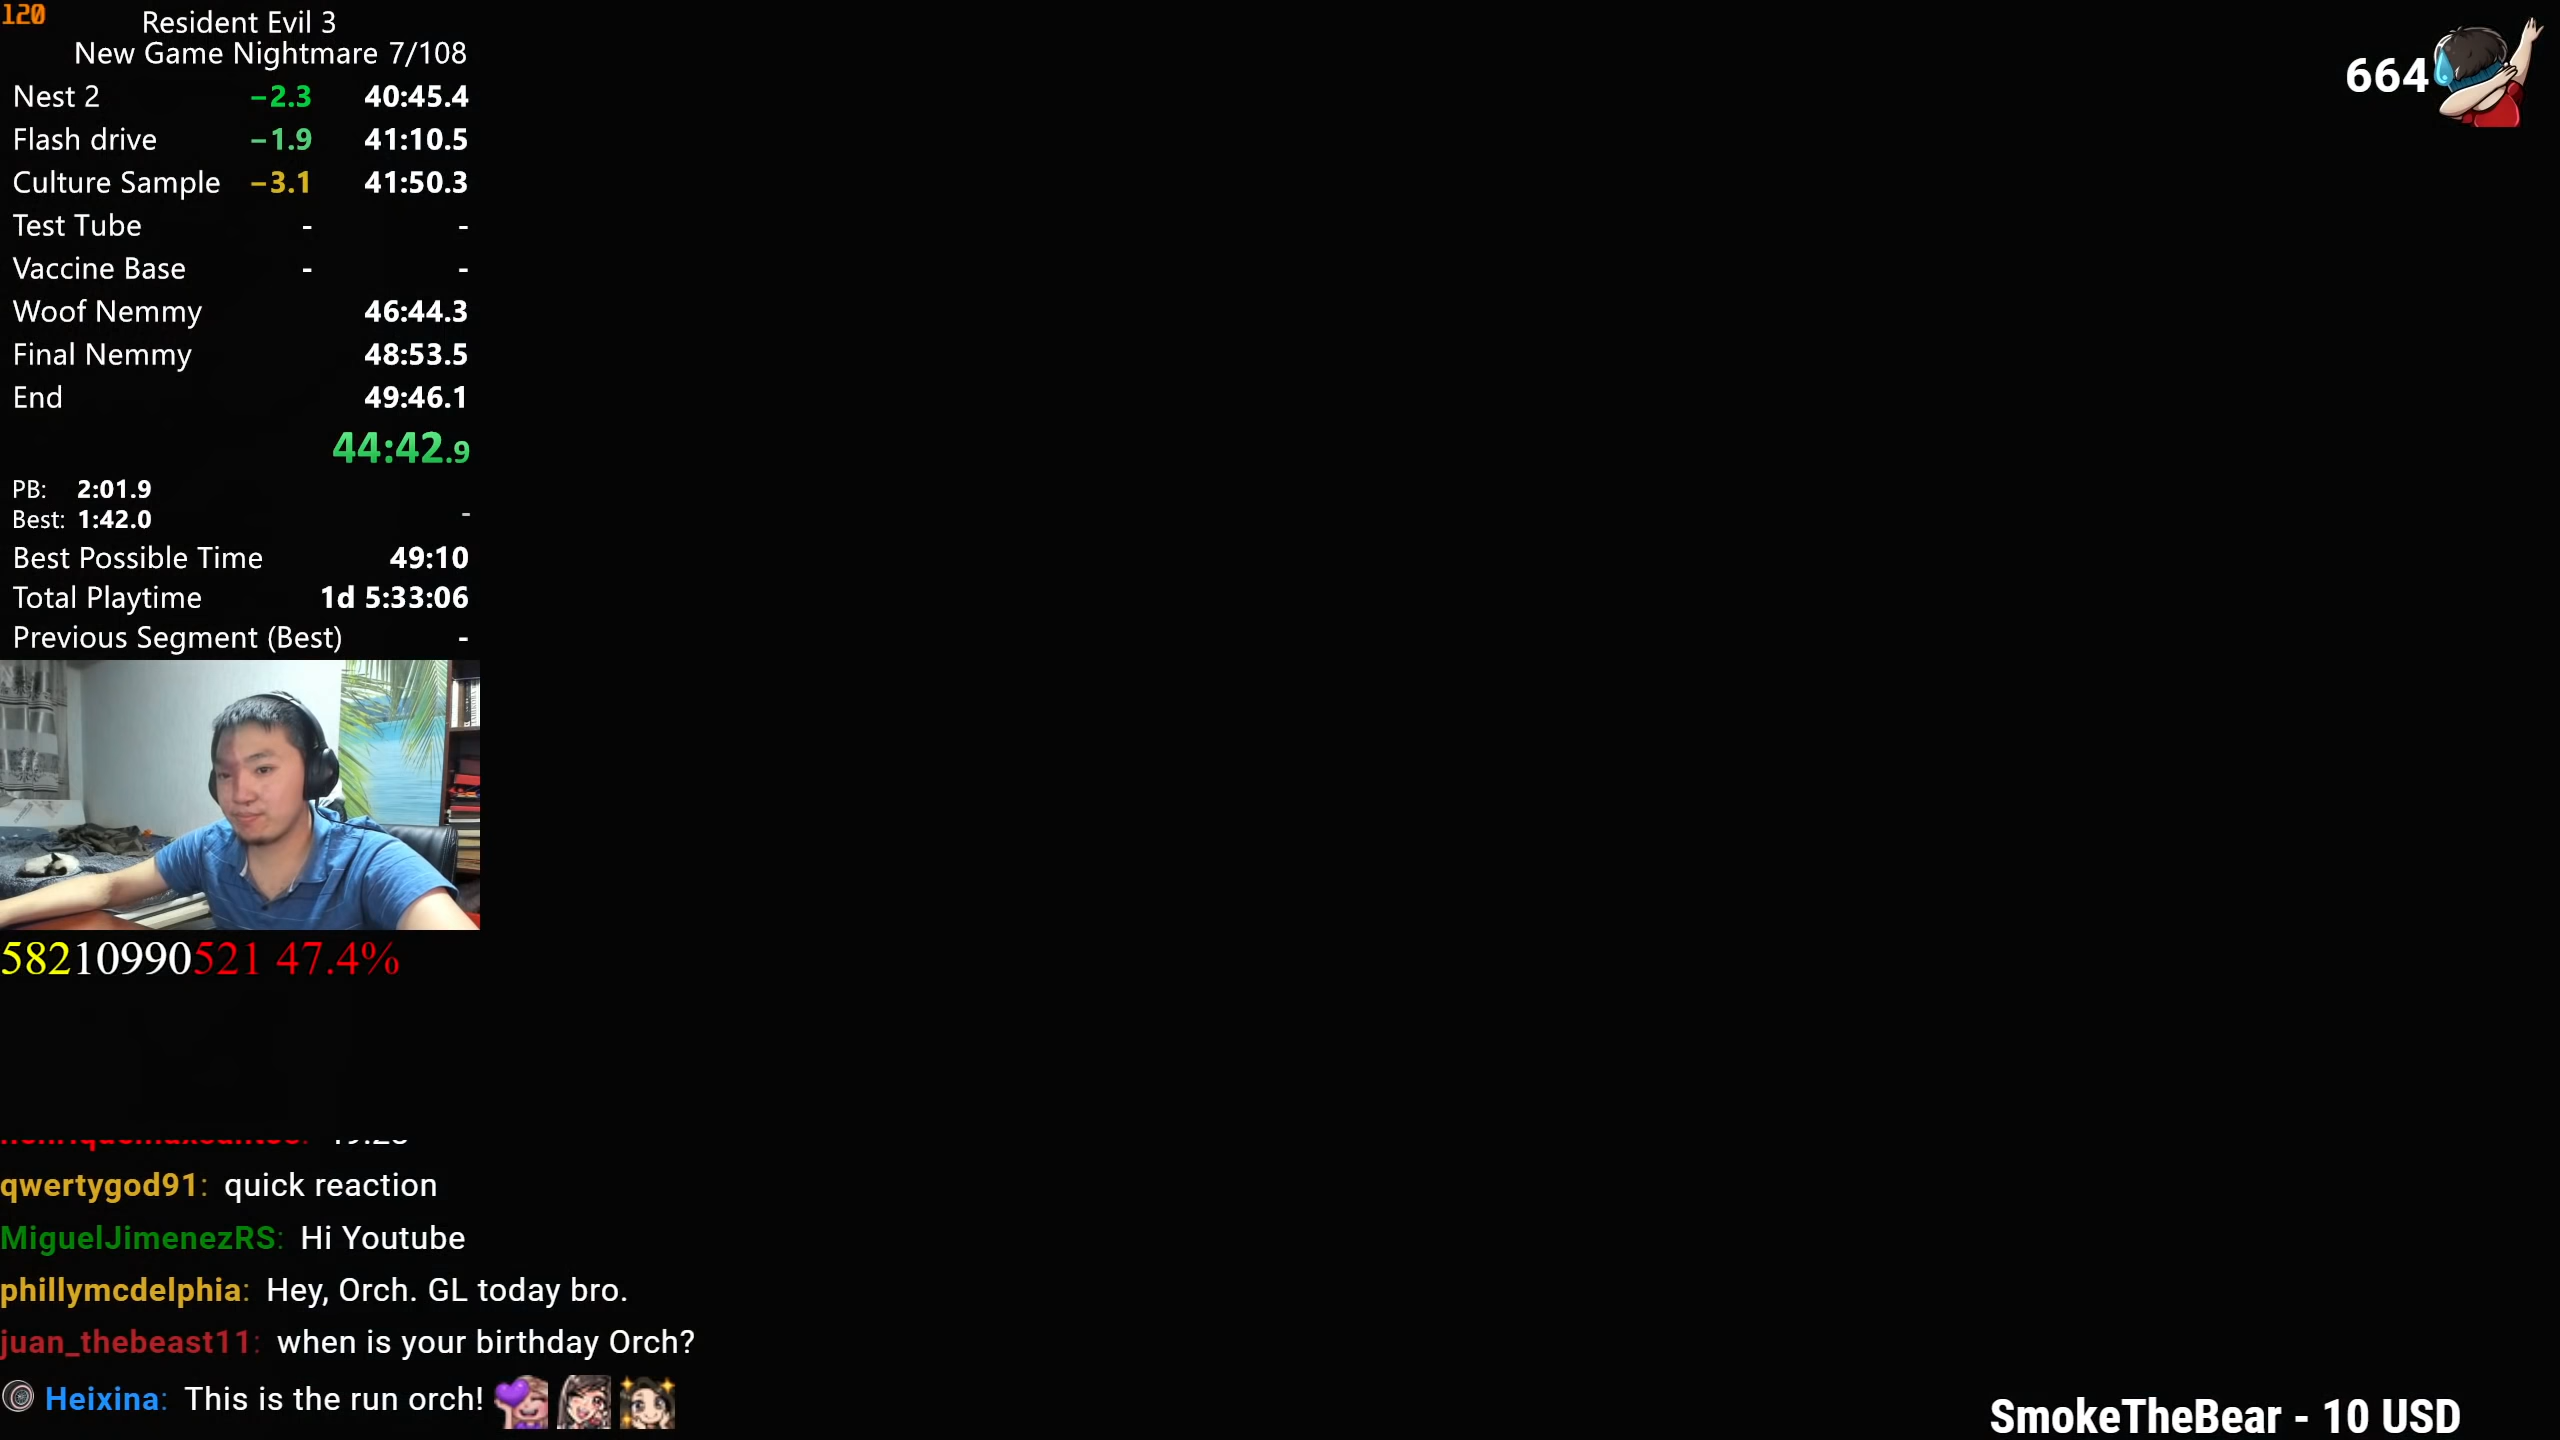 120
Resident Evil 3
New Game Nightmare 7/108
Nest 2 −2.3 40:45.4
Flash drive −1.9 41:10.5
Culture Sample −3.1 41:50.3
Test Tube - -
Vaccine Base - -
Woof Nemmy 46:44.3
Final Nemmy 48:53.5
End 49:46.1
44:42.9
PB: 2:01.9
Best: 1:42.0 -
Best Possible Time 49:10
Total Playtime 1d 5:33:06
Previous Segment (Best) -
664
58210990521 47.4%
qwertygod91: quick reaction
MiguelJimenezRS: Hi Youtube
phillymcdelphia: Hey, Orch. GL today bro.
juan_thebeast11: when is your birthday Orch?
Heixina: This is the run orch!
SmokeTheBear - 10 USD